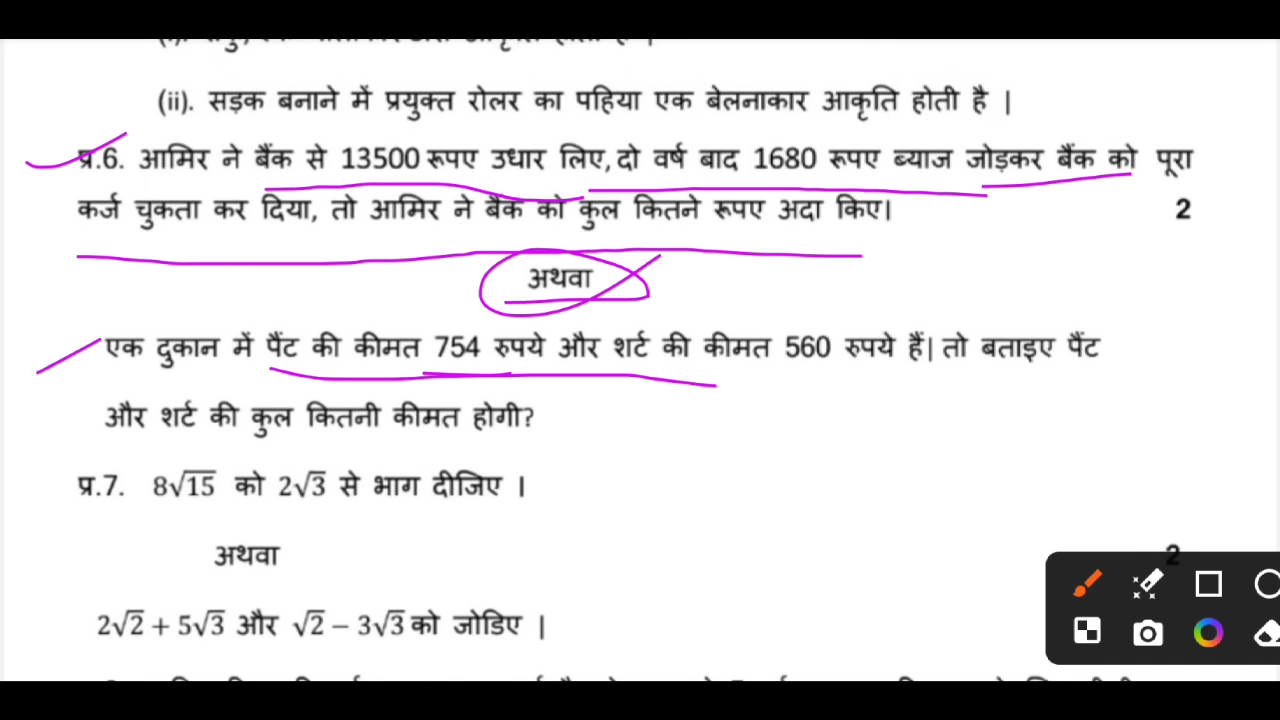 (ii). सड़क बनाने में प्रयुक्त रोलर का पहिया एक बेलनाकार आकृति होती है |
प्र.6. आमिर ने बैंक से 13500 रूपए उधार लिए, दो वर्ष बाद 1680 रूपए ब्याज जोड़कर बैंक को पूरा
कर्ज चुकता कर दिया, तो आमिर ने बैंक को कुल कितने रूपए अदा किए। 2
अथवा
एक दुकान में पैंट की कीमत 754 रुपये और शर्ट की कीमत 560 रुपये हैं| तो बताइए पैंट
और शर्ट की कुल कितनी कीमत होगी?
प्र.7. 8√15 को 2√3 से भाग दीजिए ।
अथवा 2
2√2 + 5√3 और √2 − 3√3 को जोडिए |